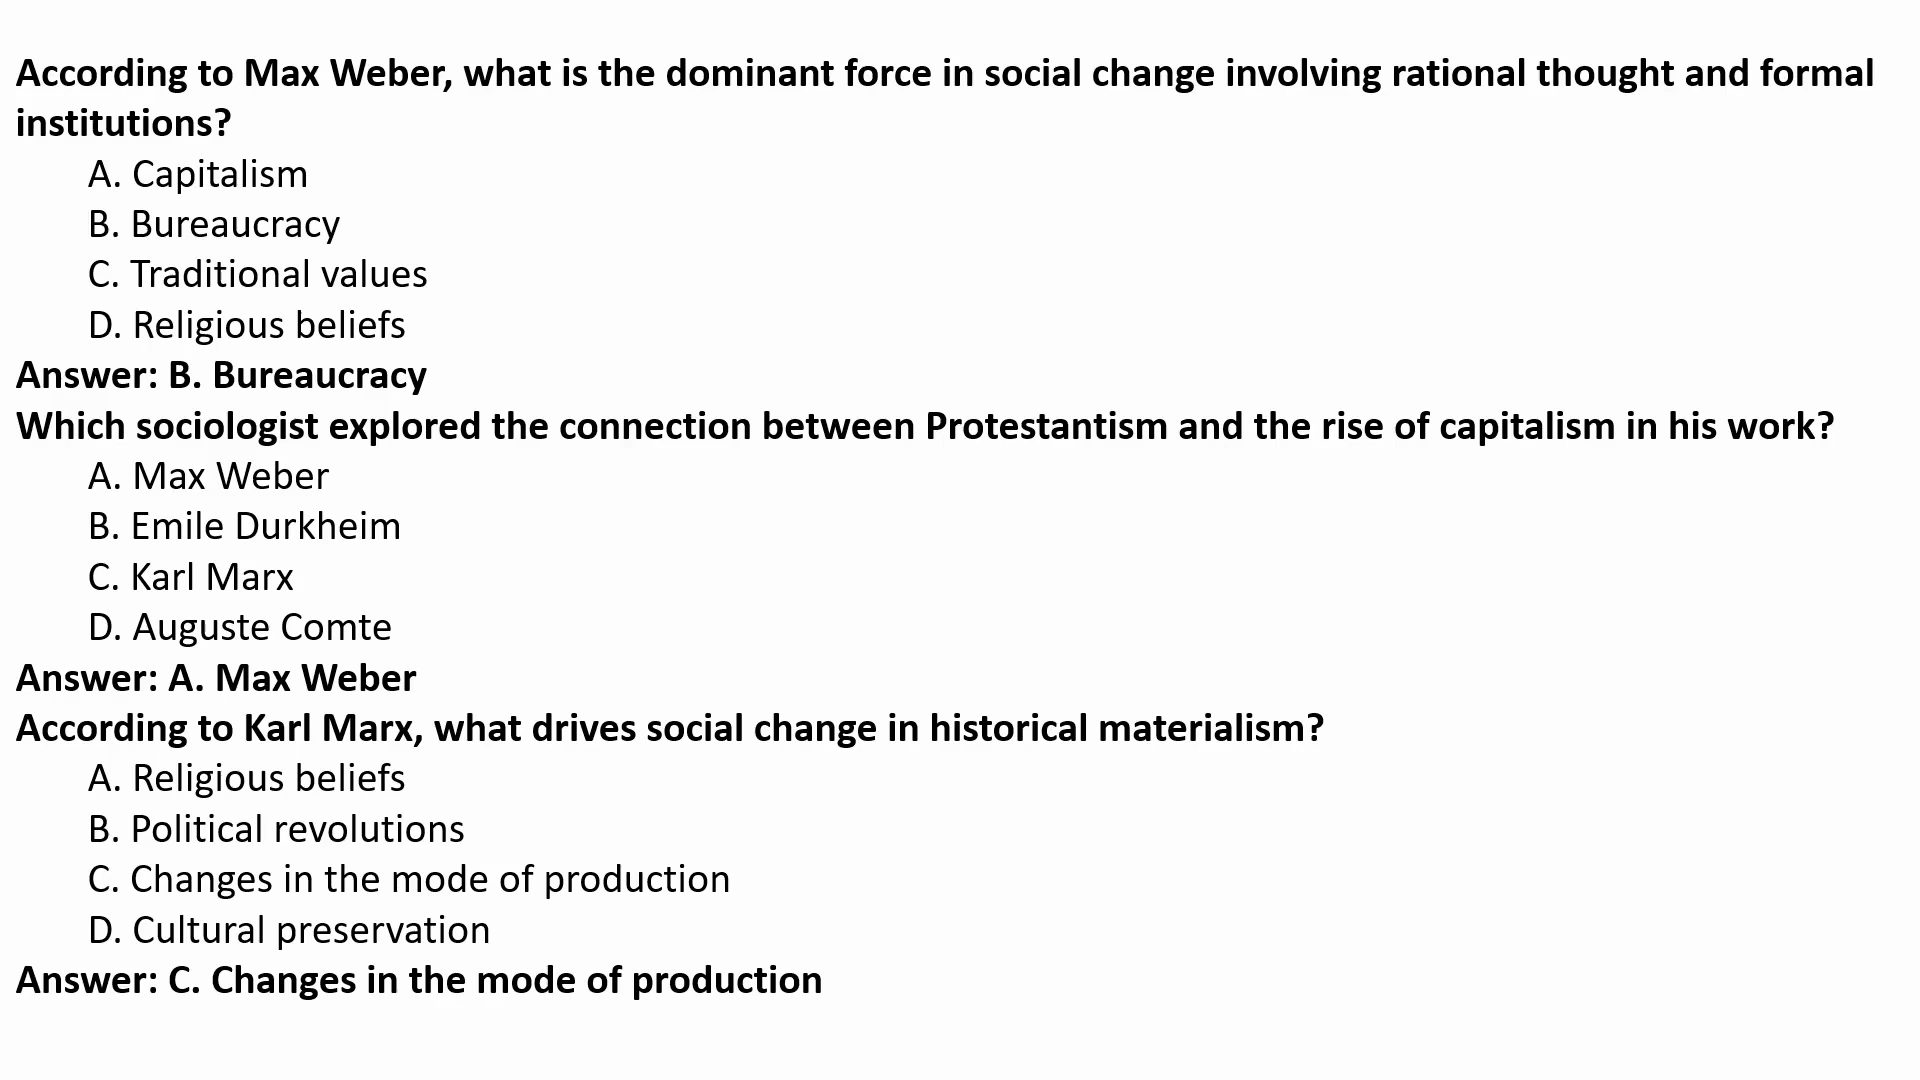 According to Max Weber, what is the dominant force in social change involving rational thought and formal
institutions?
A. Capitalism
B. Bureaucracy
C. Traditional values
D. Religious beliefs
Answer: B. Bureaucracy
Which sociologist explored the connection between Protestantism and the rise of capitalism in his work?
A. Max Weber
B. Emile Durkheim
C. Karl Marx
D. Auguste Comte
Answer: A. Max Weber
According to Karl Marx, what drives social change in historical materialism?
A. Religious beliefs
B. Political revolutions
C. Changes in the mode of production
D. Cultural preservation
Answer: C. Changes in the mode of production